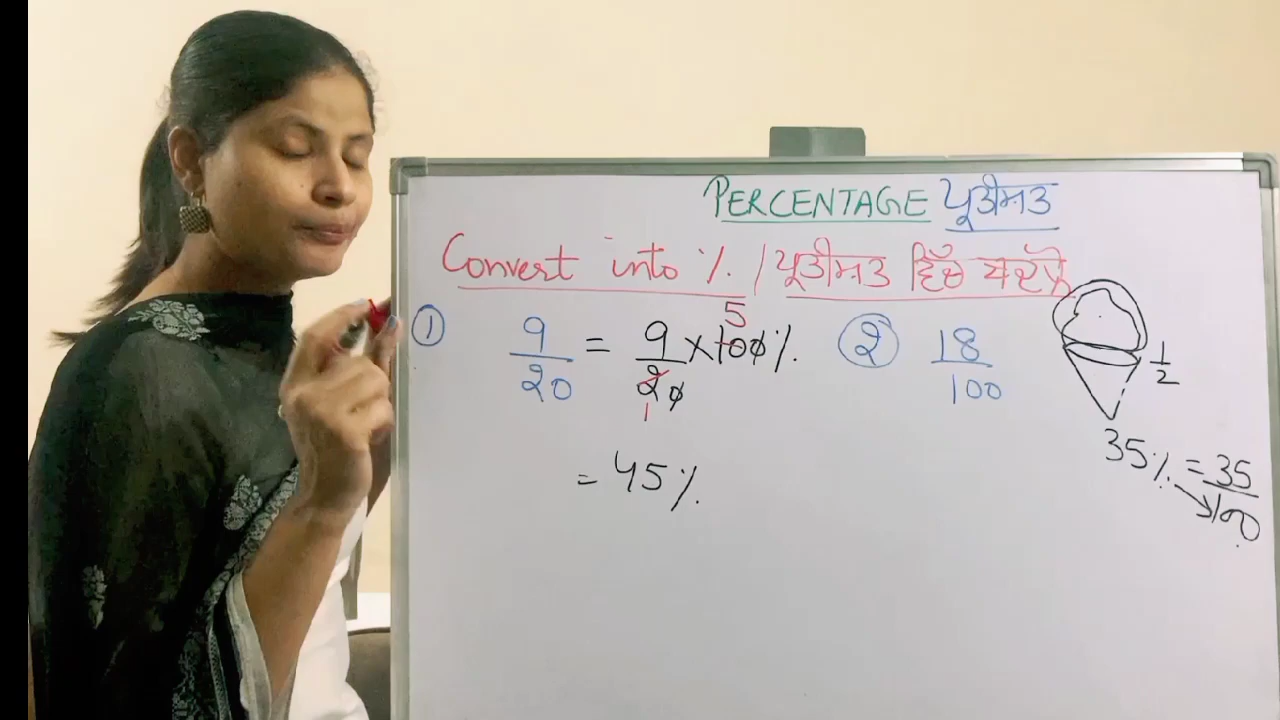 PERCENTAGE ਪ੍ਰਤੀਸ਼ਤ
Convert into % / ਪ੍ਰਤੀਸ਼ਤ ਵਿੱਚ ਬਦਲੋ
① 9/20 = 9/20 × 100 %
5
1
= 45 %
② 18/100
1/2
35 % = 35/100